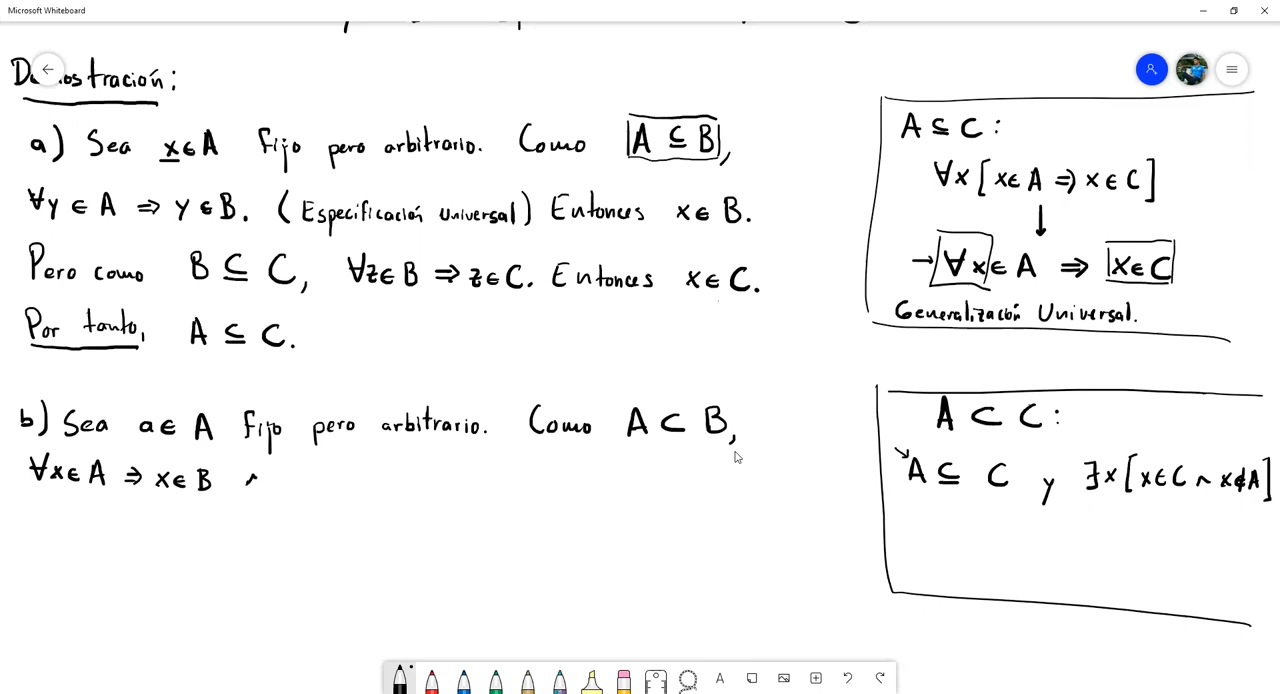 Microsoft Whiteboard
Demostración:
a) Sea x ∈ A fijo pero arbitrario. Como A ⊆ B,
∀y ∈ A ⇒ y ∈ B. (Especificación Universal) Entonces x ∈ B.
Pero como B ⊆ C, ∀z ∈ B ⇒ z ∈ C. Entonces x ∈ C.
Por tanto, A ⊆ C.
b) Sea a ∈ A fijo pero arbitrario. Como A ⊂ B,
∀x ∈ A ⇒ x ∈ B ∧
A ⊆ C:
∀x [x ∈ A ⇒ x ∈ C]
↓
→ ∀x ∈ A ⇒ x ∈ C
Generalización Universal.
A ⊂ C:
A ⊆ C y ∃x [x ∈ C ∧ x ∉ A]